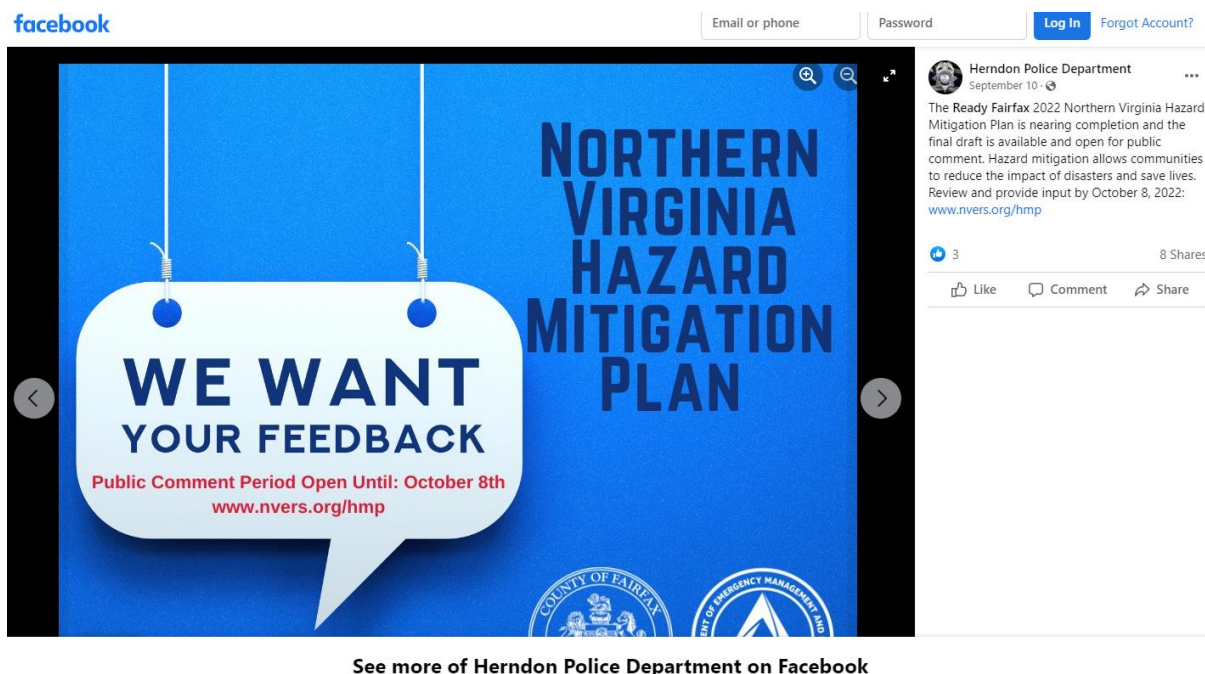 facebook
Email or phone
Password
Log In
Forgot Account?
NORTHERN
VIRGINIA
HAZARD
MITIGATION
PLAN
WE WANT
YOUR FEEDBACK
Public Comment Period Open Until: October 8th
www.nvers.org/hmp
COUNTY OF FAIRFAX
OF EMERGENCY MANAGEMENT AND
Herndon Police Department
September 10 ·
The Ready Fairfax 2022 Northern Virginia Hazard
Mitigation Plan is nearing completion and the
final draft is available and open for public
comment. Hazard mitigation allows communities
to reduce the impact of disasters and save lives.
Review and provide input by October 8, 2022:
www.nvers.org/hmp
3
8 Shares
Like
Comment
Share
See more of Herndon Police Department on Facebook